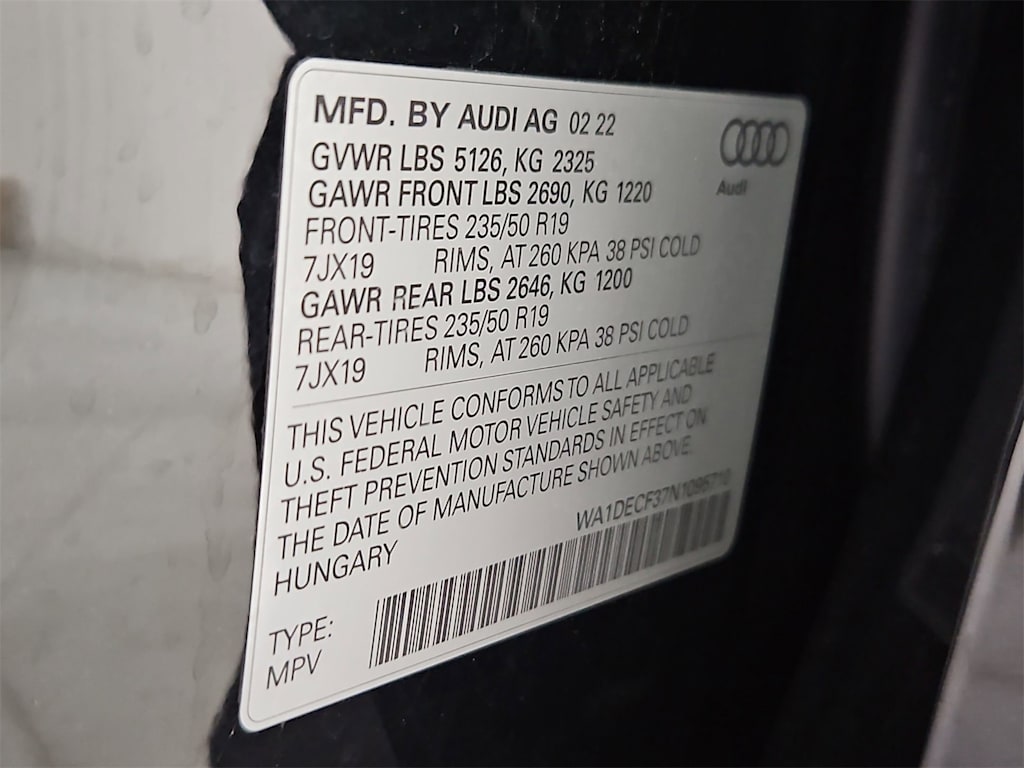 MFD. BY AUDI AG 02 22
GVWR LBS 5126, KG 2325
GAWR FRONT LBS 2690, KG 1220
FRONT-TIRES 235/50 R19
7JX19 RIMS, AT 260 KPA 38 PSI COLD
GAWR REAR LBS 2646, KG 1200
REAR-TIRES 235/50 R19
7JX19 RIMS, AT 260 KPA 38 PSI COLD
Audi
THIS VEHICLE CONFORMS TO ALL APPLICABLE
U.S. FEDERAL MOTOR VEHICLE SAFETY AND
THEFT PREVENTION STANDARDS IN EFFECT ON
THE DATE OF MANUFACTURE SHOWN ABOVE.
HUNGARY
WA1DECF37N1095710
TYPE:
MPV